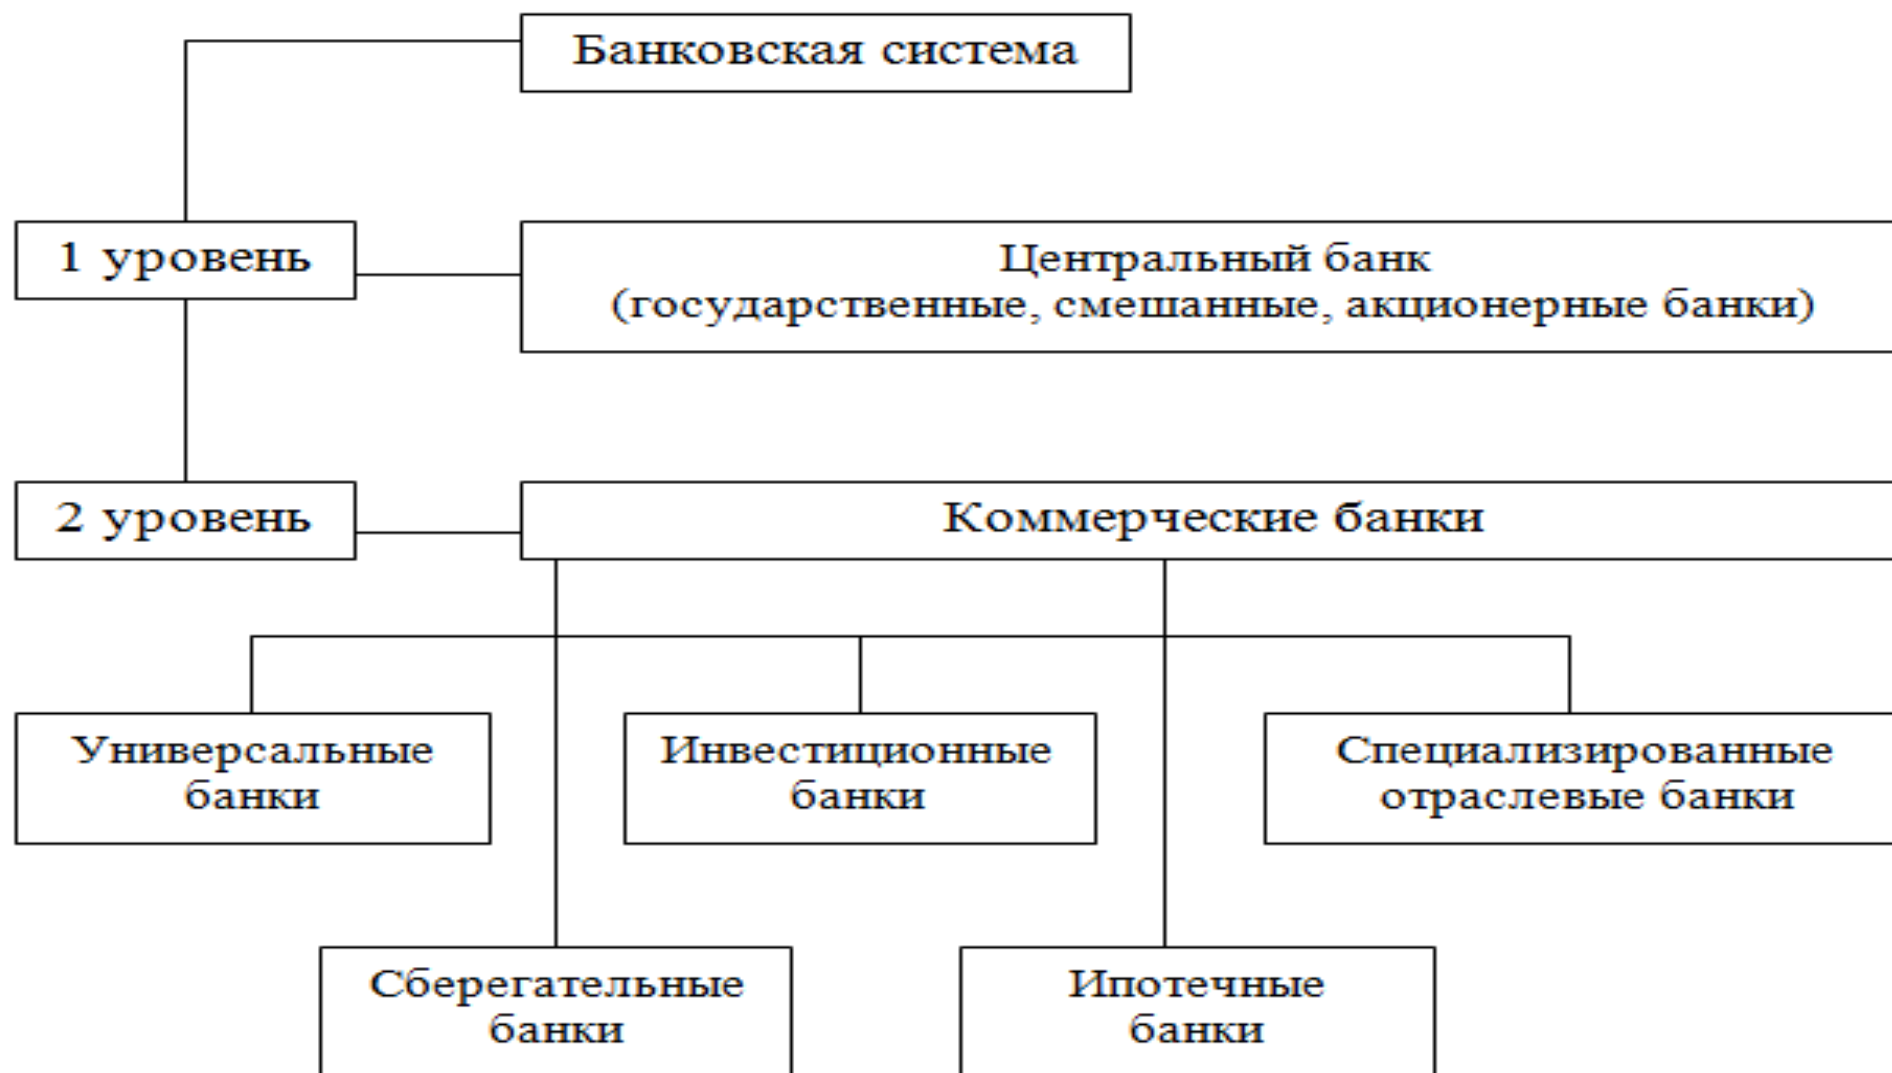 Банковская система
1 уровень
Центральный банк
(государственные, смешанные, акционерные банки)
2 уровень
Коммерческие банки
Универсальные
банки
Инвестиционные
банки
Специализированные
отраслевые банки
Сберегательные
банки
Ипотечные
банки